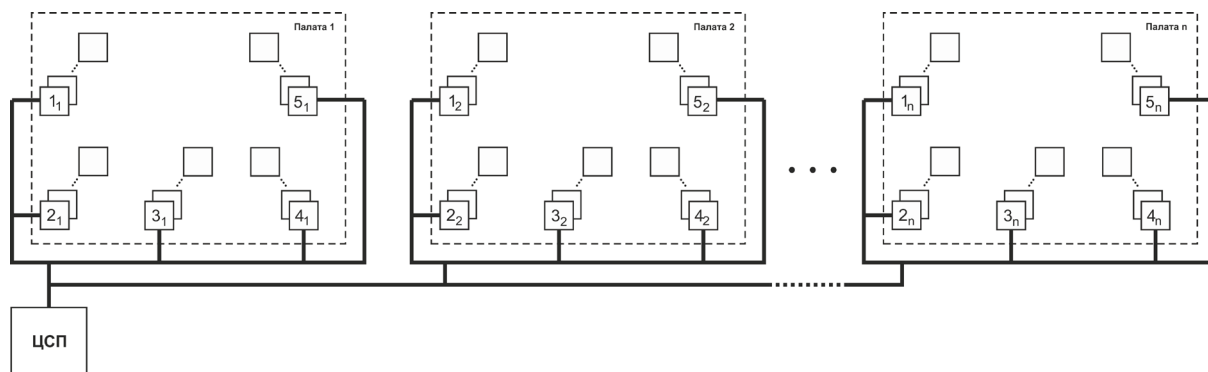 Палата 1
Палата 2
Палата n
1₁
5₁
1₂
5₂
1ₙ
5ₙ
2₁
3₁
4₁
2₂
3₂
4₂
2ₙ
3ₙ
4ₙ
ЦСП